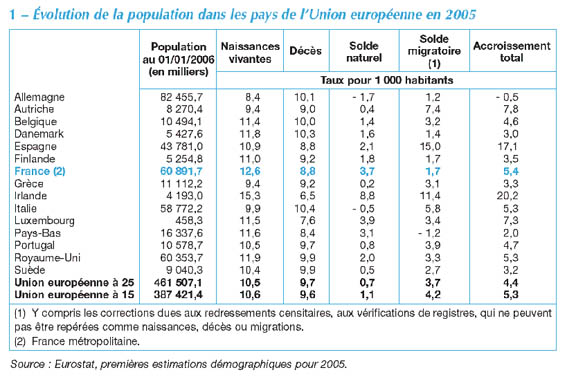 1 – Évolution de la population dans les pays de l'Union européenne en 2005
Population au 01/01/2006 (en milliers) Naissances vivantes Décès Solde naturel Solde migratoire (1) Accroissement total
Taux pour 1 000 habitants
Allemagne 82 455,7 8,4 10,1 - 1,7 1,2 - 0,5
Autriche 8 270,4 9,4 9,0 0,4 7,4 7,8
Belgique 10 494,1 11,4 10,0 1,4 3,2 4,6
Danemark 5 427,6 11,8 10,3 1,6 1,4 3,0
Espagne 43 781,0 10,9 8,8 2,1 15,0 17,1
Finlande 5 254,8 11,0 9,2 1,8 1,7 3,5
France (2) 60 891,7 12,6 8,8 3,7 1,7 5,4
Grèce 11 112,2 9,4 9,2 0,2 3,1 3,3
Irlande 4 193,0 15,3 6,5 8,8 11,4 20,2
Italie 58 772,2 9,9 10,4 - 0,5 5,8 5,3
Luxembourg 458,3 11,5 7,6 3,9 3,4 7,3
Pays-Bas 16 337,6 11,6 8,4 3,1 - 1,2 2,0
Portugal 10 578,7 10,5 9,7 0,8 3,9 4,7
Royaume-Uni 60 353,7 11,9 9,9 2,0 3,3 5,3
Suède 9 040,3 10,4 9,9 0,5 2,7 3,2
Union européenne à 25 461 507,1 10,5 9,7 0,7 3,7 4,4
Union européenne à 15 387 421,4 10,6 9,6 1,1 4,2 5,3
(1) Y compris les corrections dues aux redressements censitaires, aux vérifications de registres, qui ne peuvent
pas être repérées comme naissances, décès ou migrations.
(2) France métropolitaine.
Source : Eurostat, premières estimations démographiques pour 2005.